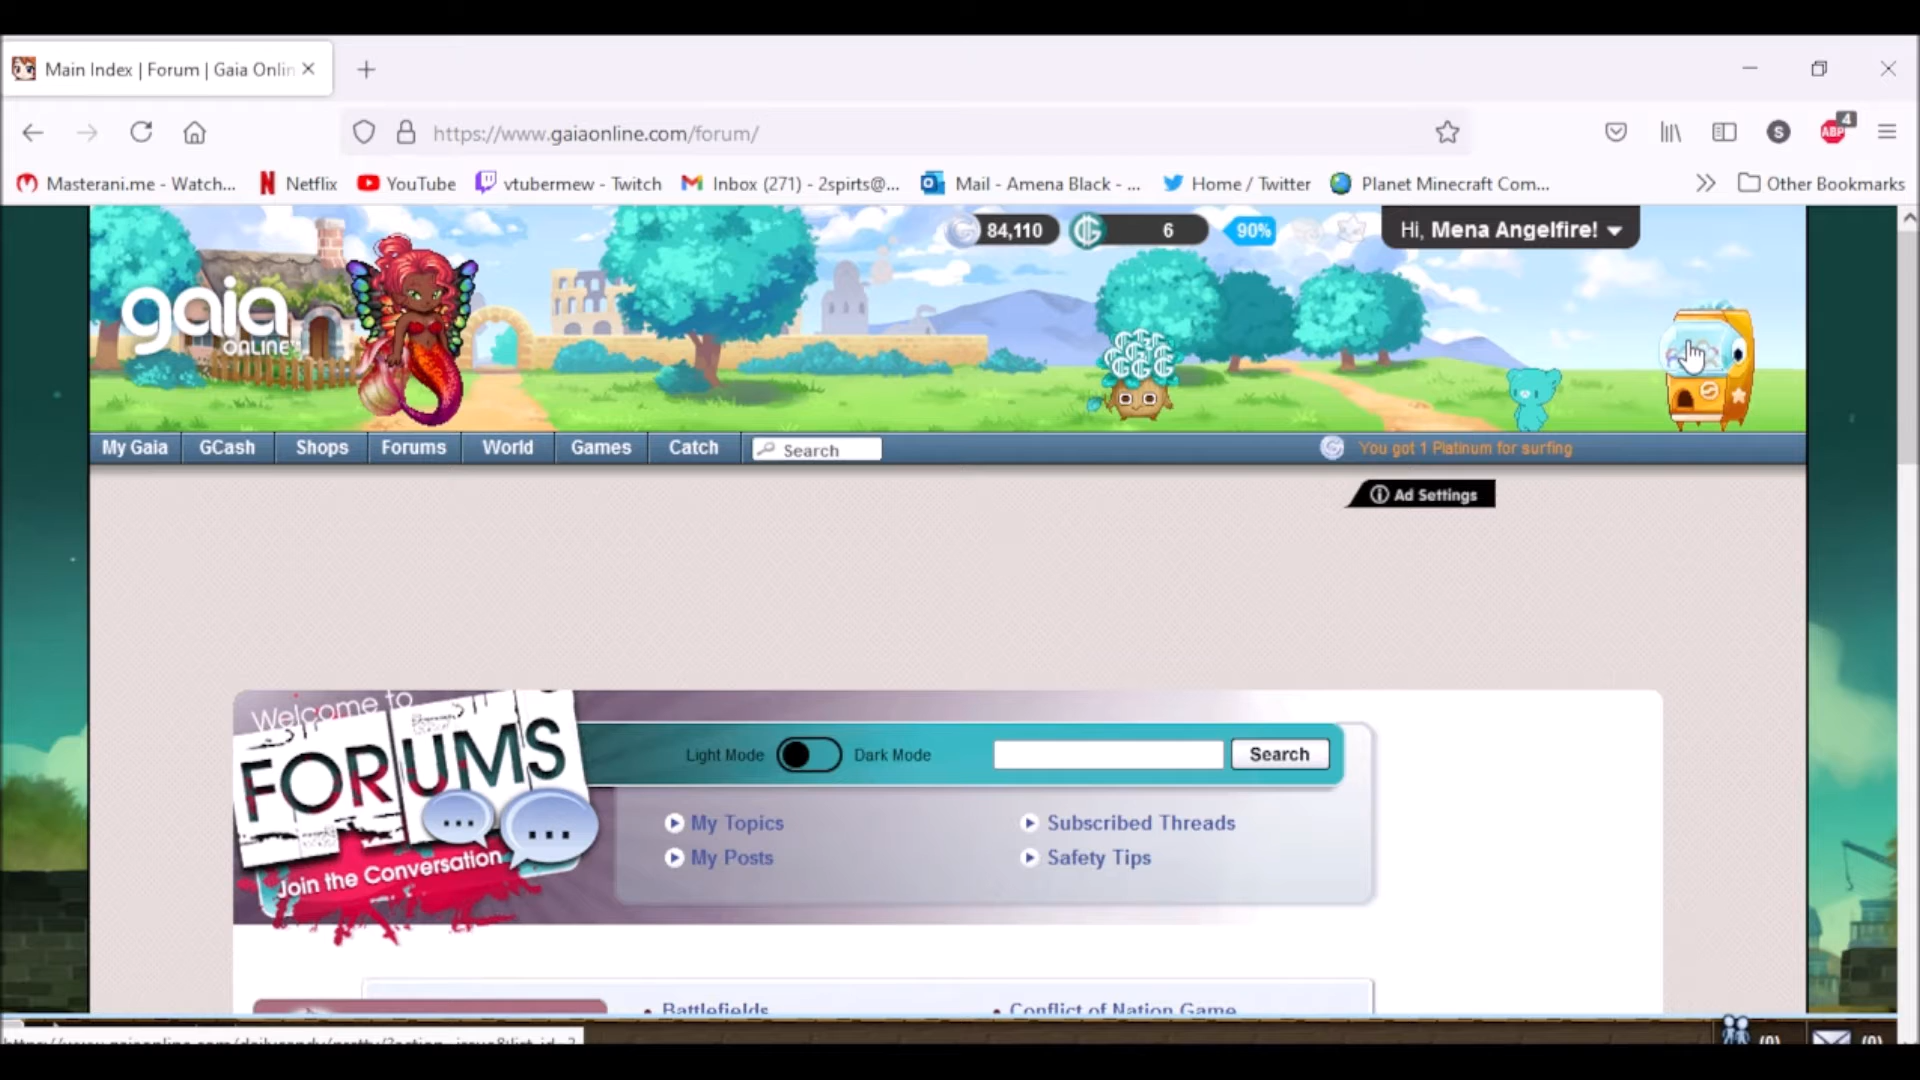 Main Index | Forum | Gaia Onlin
https://www.gaiaonline.com/forum/
S
ABP
4
Masterani.me - Watch...
Netflix
YouTube
vtubermew - Twitch
Inbox (271) - 2spirts@...
Mail - Amena Black - ...
Home / Twitter
Planet Minecraft Com...
Other Bookmarks
84,110
6
90%
Hi, Mena Angelfire!
gaia
ONLINE
My Gaia
GCash
Shops
Forums
World
Games
Catch
Search
You got 1 Platinum for surfing
Ad Settings
Welcome to
FORUMS
Join the Conversation
Light Mode
Dark Mode
Search
My Topics
Subscribed Threads
My Posts
Safety Tips
Battlefields
Conflict of Nation Game
(0)
(0)